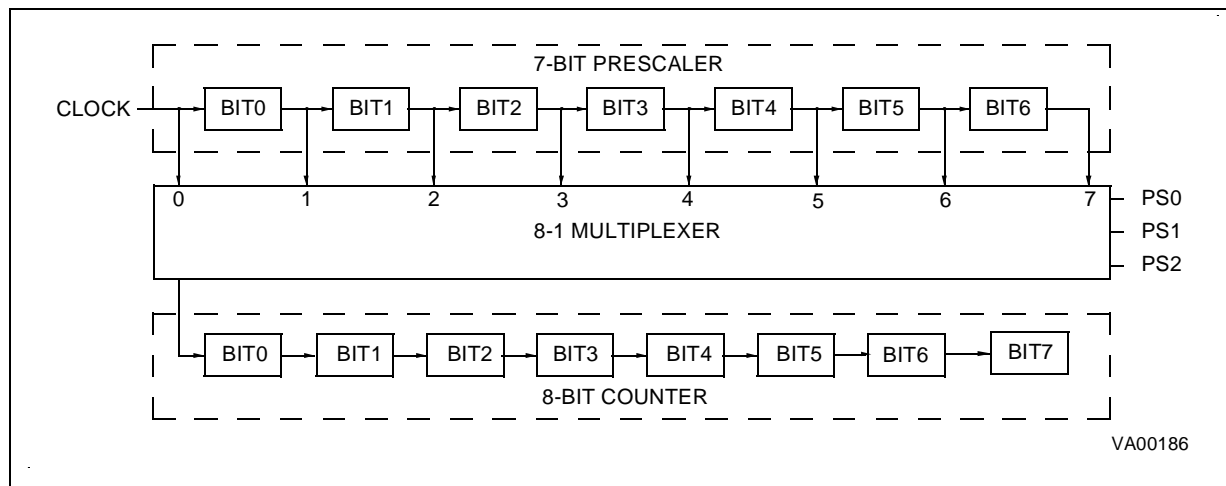 7-BIT PRESCALER
CLOCK BIT0 BIT1 BIT2 BIT3 BIT4 BIT5 BIT6
0 1 2 3 4 5 6 7 PS0
8-1 MULTIPLEXER PS1
PS2
BIT0 BIT1 BIT2 BIT3 BIT4 BIT5 BIT6 BIT7
8-BIT COUNTER
VA00186